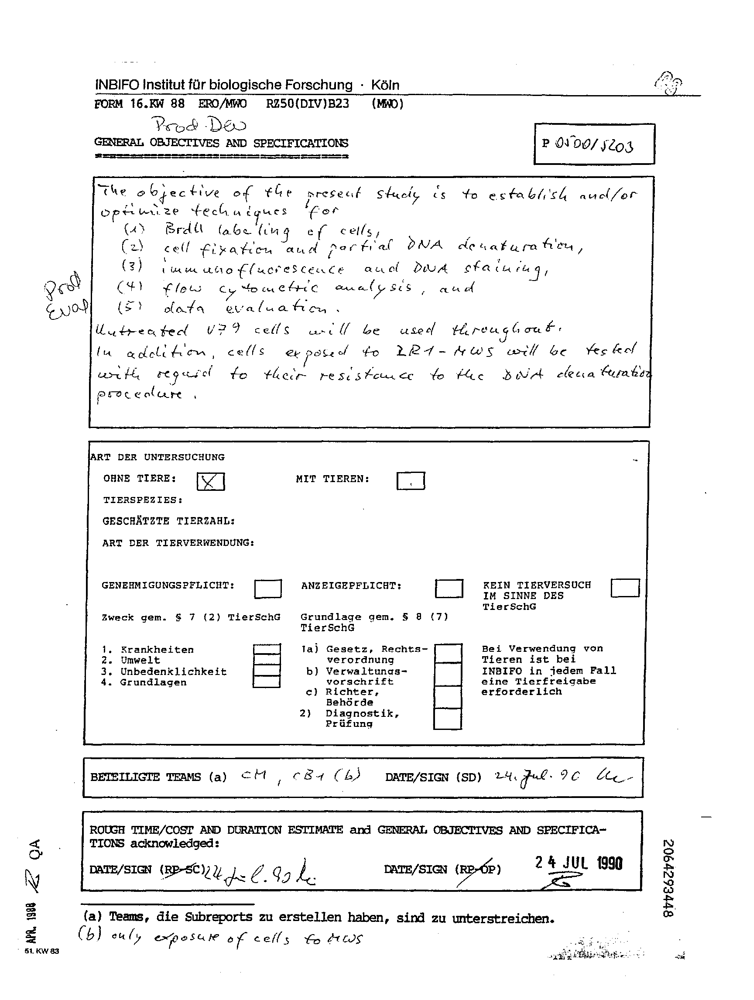 INBIFO Institut für biologische Forschung · Köln
FORM 16.KW 88 ERO/MWO RZ50(DIV)B23 (MWO)
Prod. Dev
GENERAL OBJECTIVES AND SPECIFICATIONS
P 0500/5203
The objective of the present study is to establish and/or
optimize techniques for
(1) BrdU labeling of cells,
(2) cell fixation and partial DNA denaturation,
(3) immunofluorescence and DNA staining,
(4) flow cytometric analysis, and
(5) data evaluation.
Prod
Eval
Untreated V79 cells will be used throughout.
In addition, cells exposed to 2R1-MWS will be tested
with regard to their resistance to the DNA denaturation
procedure.
ART DER UNTERSUCHUNG
OHNE TIERE: X MIT TIEREN:
TIERSPEZIES:
GESCHÄTZTE TIERZAHL:
ART DER TIERVERWENDUNG:
GENEHMIGUNGSPFLICHT: ANZEIGEPFLICHT: KEIN TIERVERSUCH
IM SINNE DES
TierSchG
Zweck gem. § 7 (2) TierSchG Grundlage gem. § 8 (7)
TierSchG
1. Krankheiten
2. Umwelt
3. Unbedenklichkeit
4. Grundlagen
1a) Gesetz, Rechts-
verordnung
b) Verwaltungs-
vorschrift
c) Richter,
Behörde
2) Diagnostik,
Prüfung
Bei Verwendung von
Tieren ist bei
INBIFO in jedem Fall
eine Tierfreigabe
erforderlich
BETEILIGTE TEAMS (a) CM, CB1 (b) DATE/SIGN (SD) 24. Jul. 90
ROUGH TIME/COST AND DURATION ESTIMATE and GENERAL OBJECTIVES AND SPECIFICA-
TIONS acknowledged:
DATE/SIGN (RP-SC) 24 Jul. 90 DATE/SIGN (RP-OP) 24 JUL 1990
(a) Teams, die Subreports zu erstellen haben, sind zu unterstreichen.
(b) only exposure of cells to MWS
APR. 1988 QA
51. KW 83
2064293448